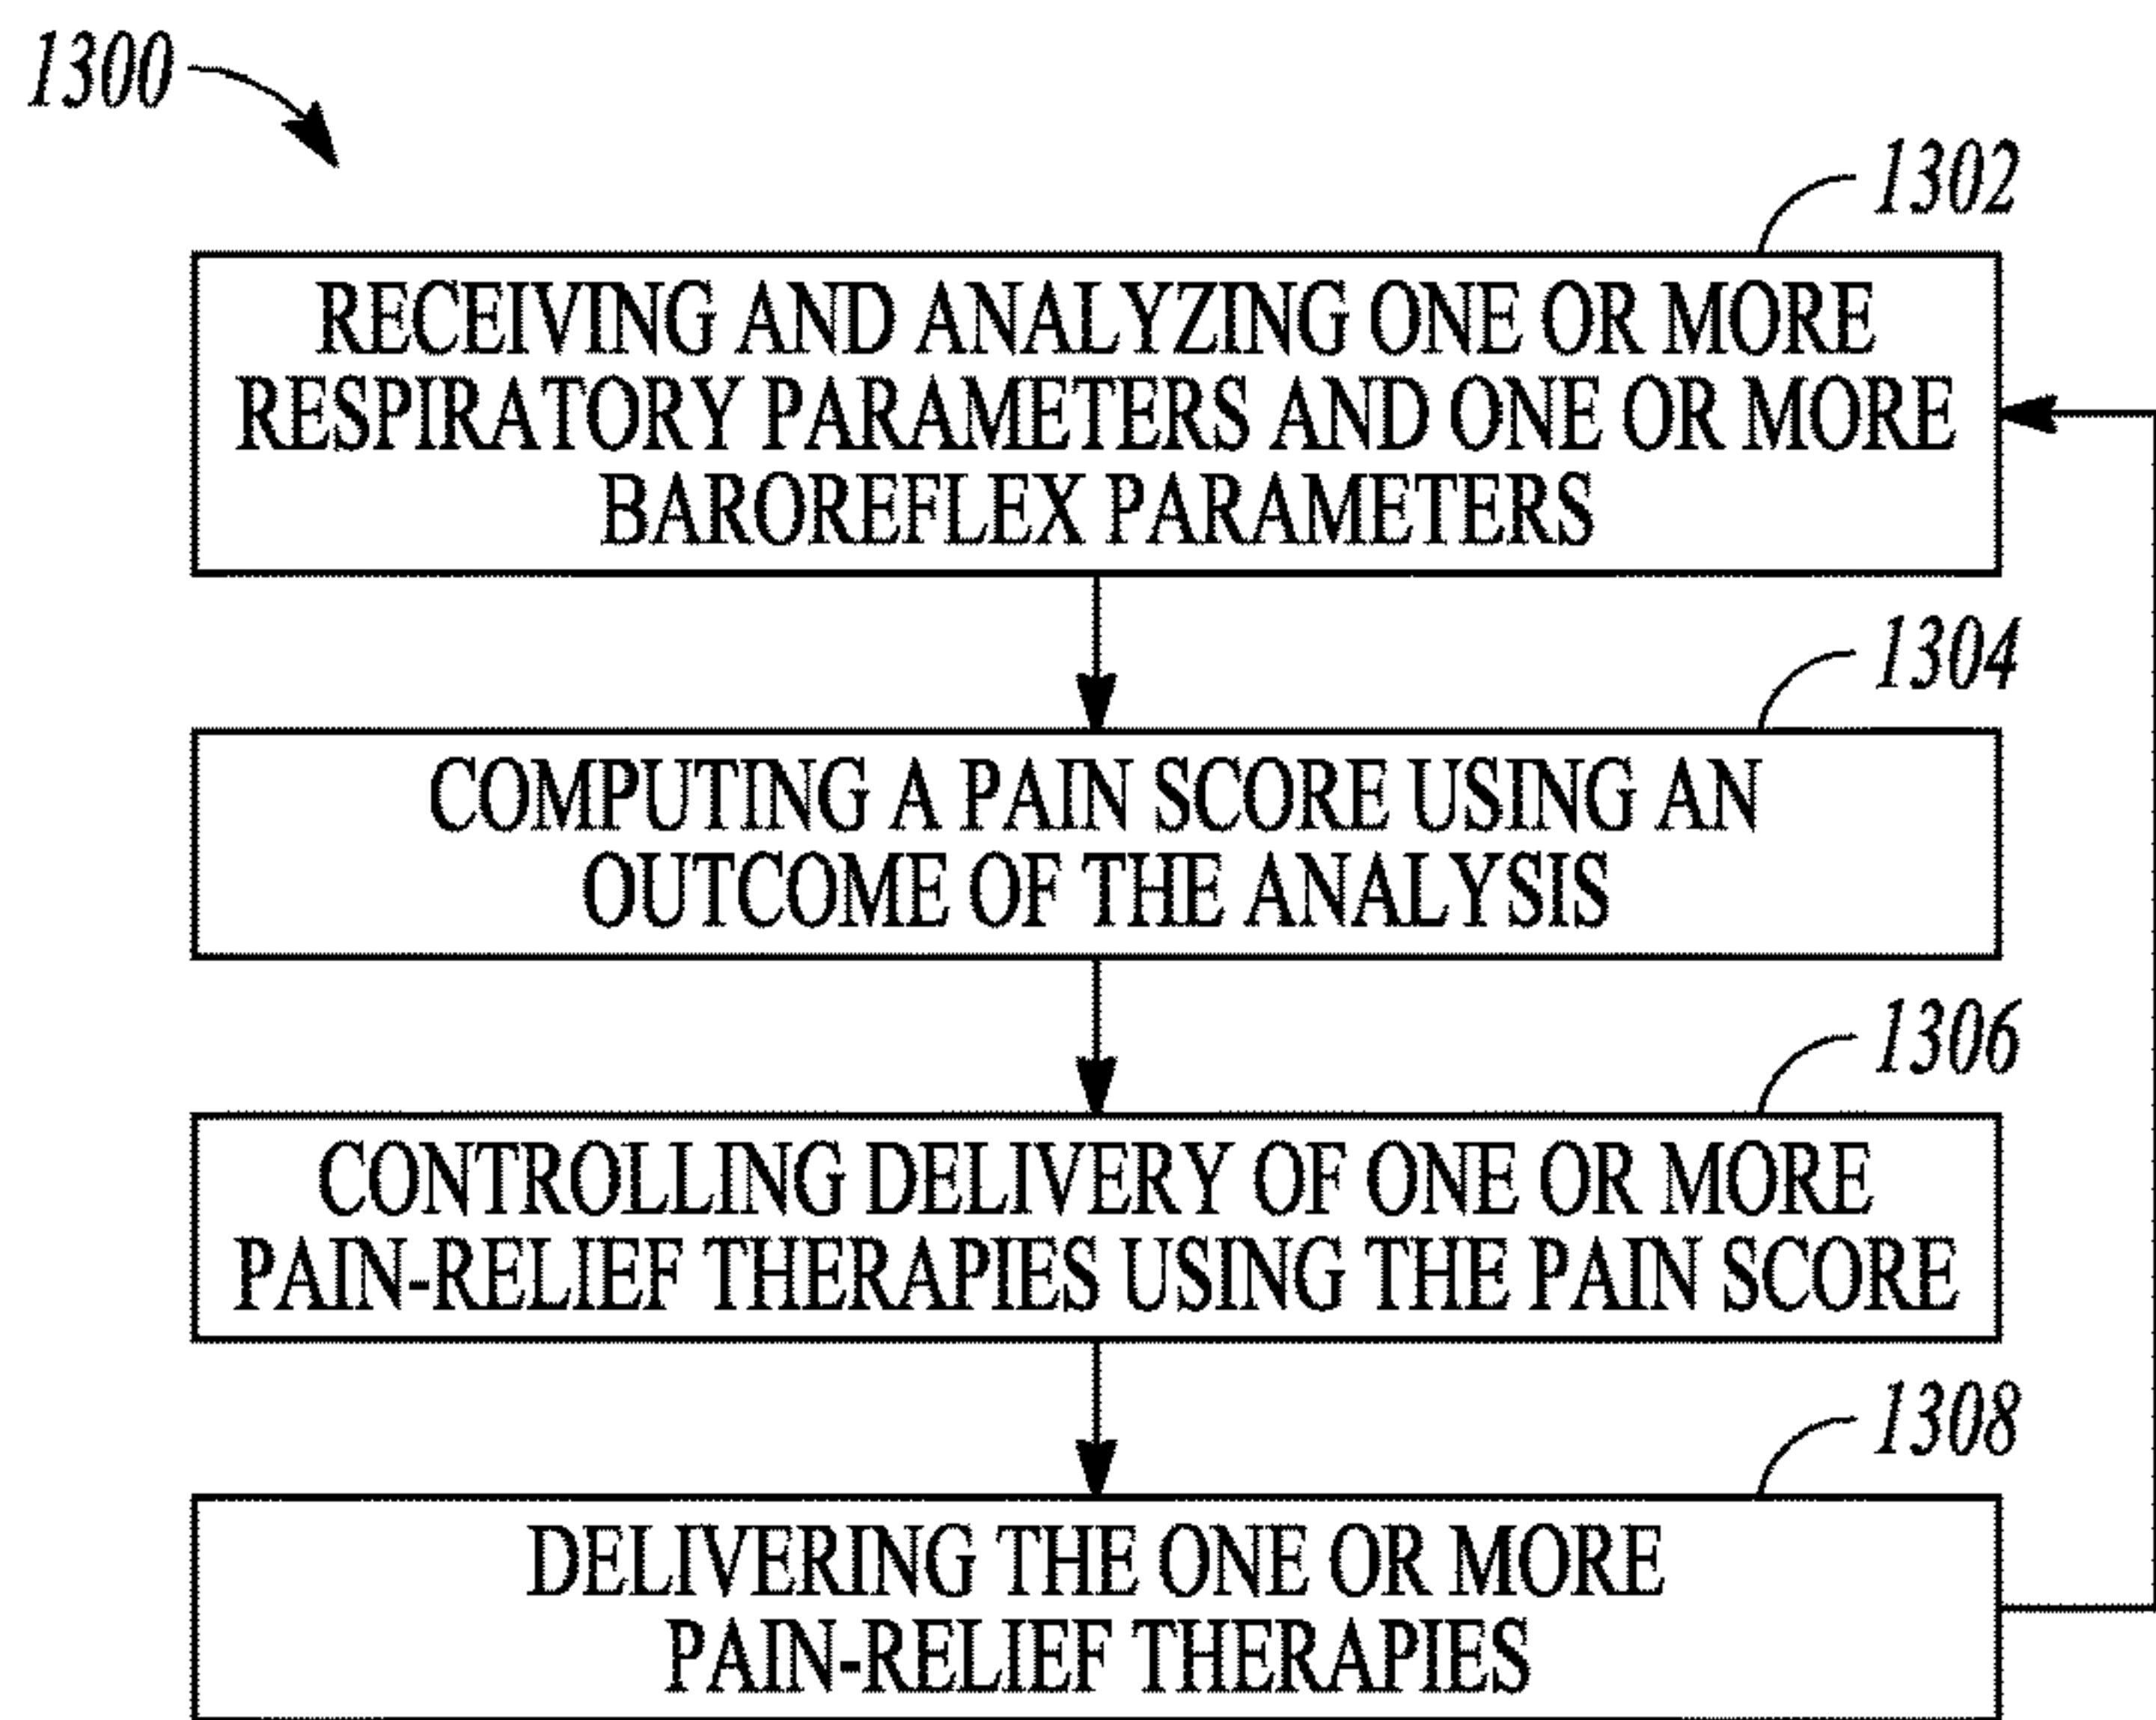 1300
1302
RECEIVING AND ANALYZING ONE OR MORE
RESPIRATORY PARAMETERS AND ONE OR MORE
BAROREFLEX PARAMETERS
1304
COMPUTING A PAIN SCORE USING AN
OUTCOME OF THE ANALYSIS
1306
CONTROLLING DELIVERY OF ONE OR MORE
PAIN-RELIEF THERAPIES USING THE PAIN SCORE
1308
DELIVERING THE ONE OR MORE
PAIN-RELIEF THERAPIES